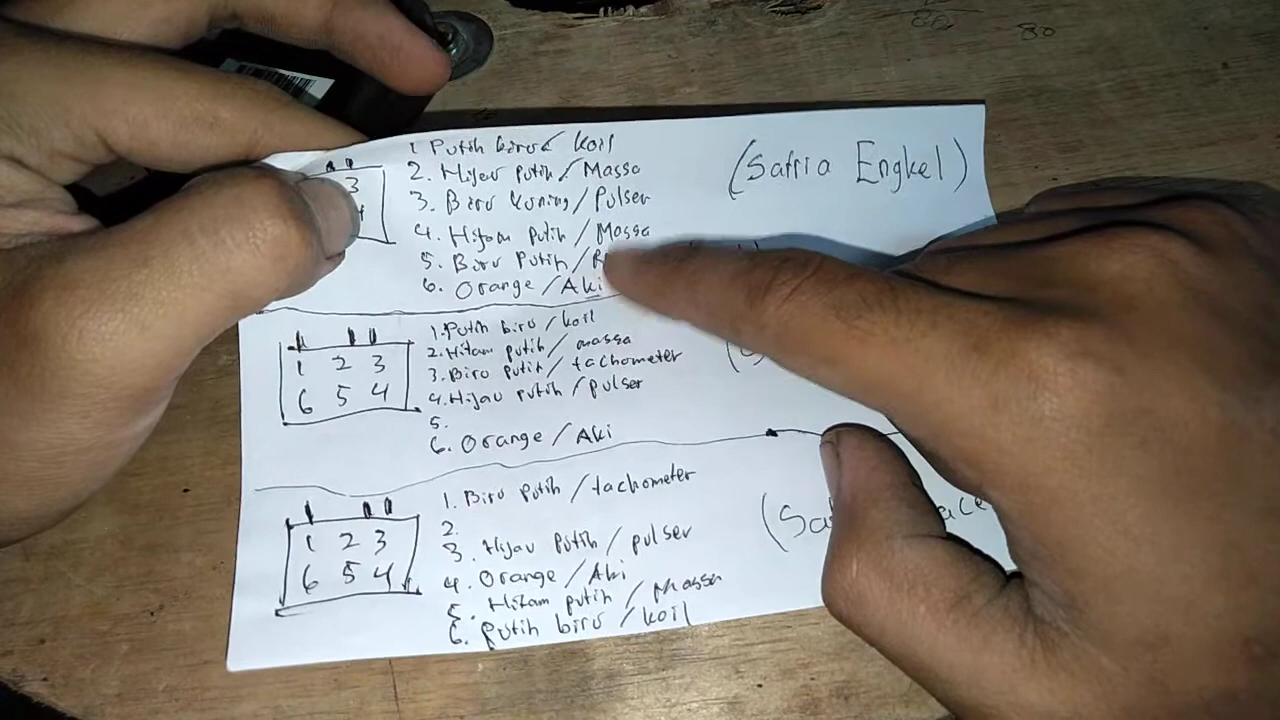 1 Putih biru / koil
2. Hijau putih / Massa
3. Biru kuning / Pulser
4. Hitam putih / Massa
5. Biru Putih /
6. Orange / Aki
(Satria Engkel)
3
1. Putih biru / koil
2. Hitam putih / massa
3. Biru putih / tachometer
4. Hijau putih / pulser
5.
6. Orange / Aki
1 2 3
6 5 4
1. Biru putih / tachometer
2.
3. Hijau putih / pulser
4. Orange / Aki
5. Hitam putih / Massa
6. Putih biru / koil
1 2 3
6 5 4
80